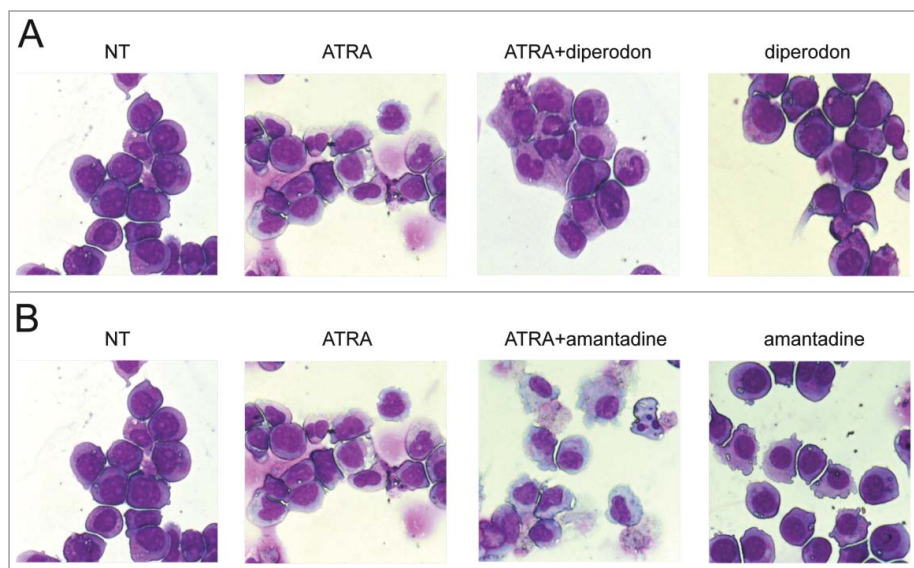 A
NT
ATRA
ATRA+diperodon
diperodon
B
NT
ATRA
ATRA+amantadine
amantadine